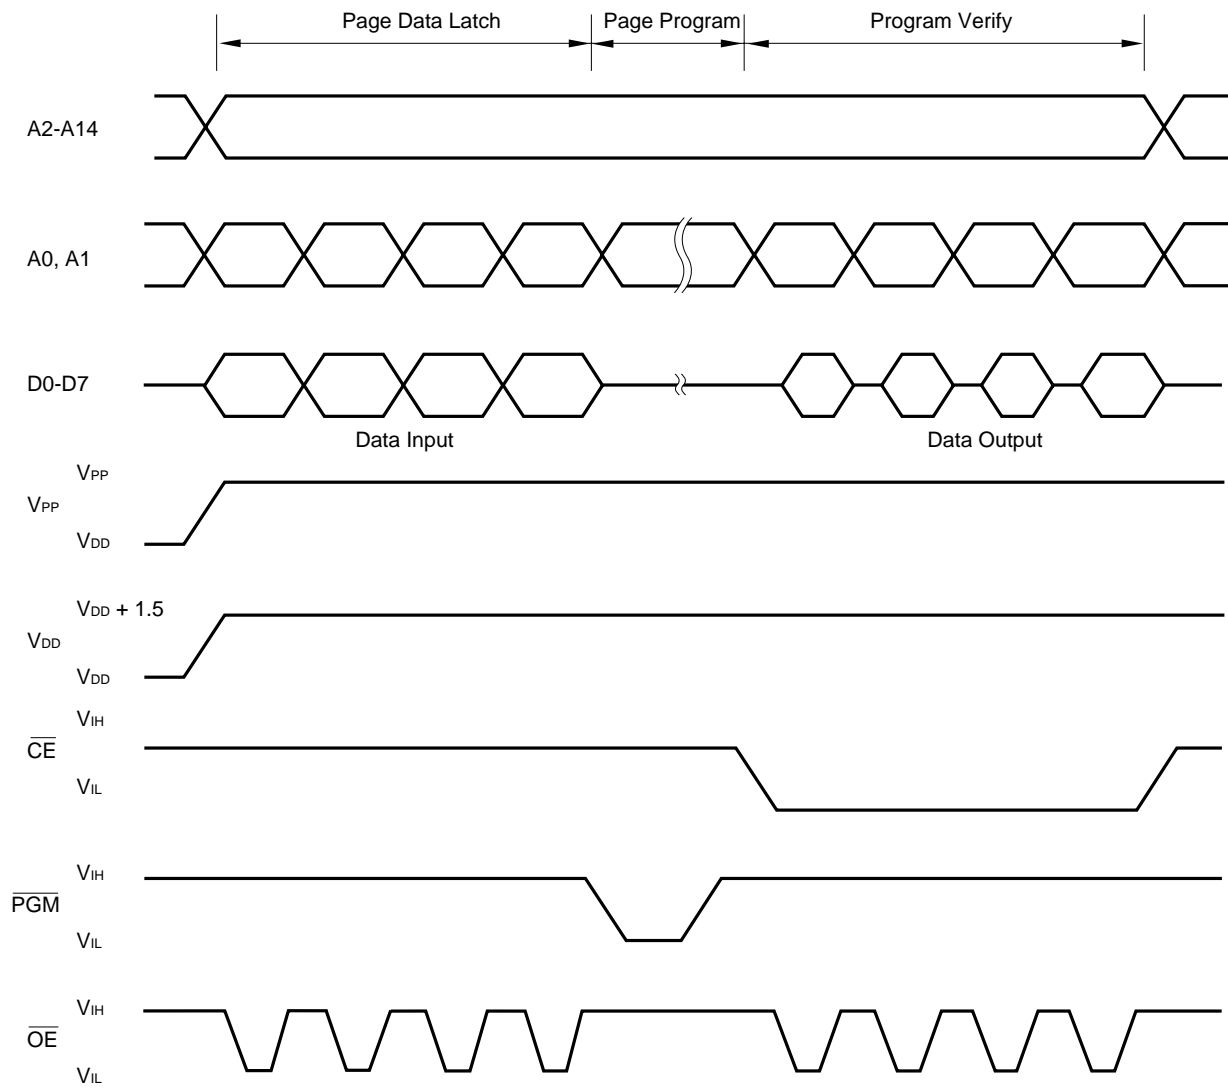 Page Data Latch Page Program Program Verify
A2-A14
A0, A1
D0-D7
Data Input Data Output
VPP
VPP
VDD
VDD + 1.5
VDD
VDD
VIH
CE
VIL
VIH
PGM
VIL
VIH
OE
VIL